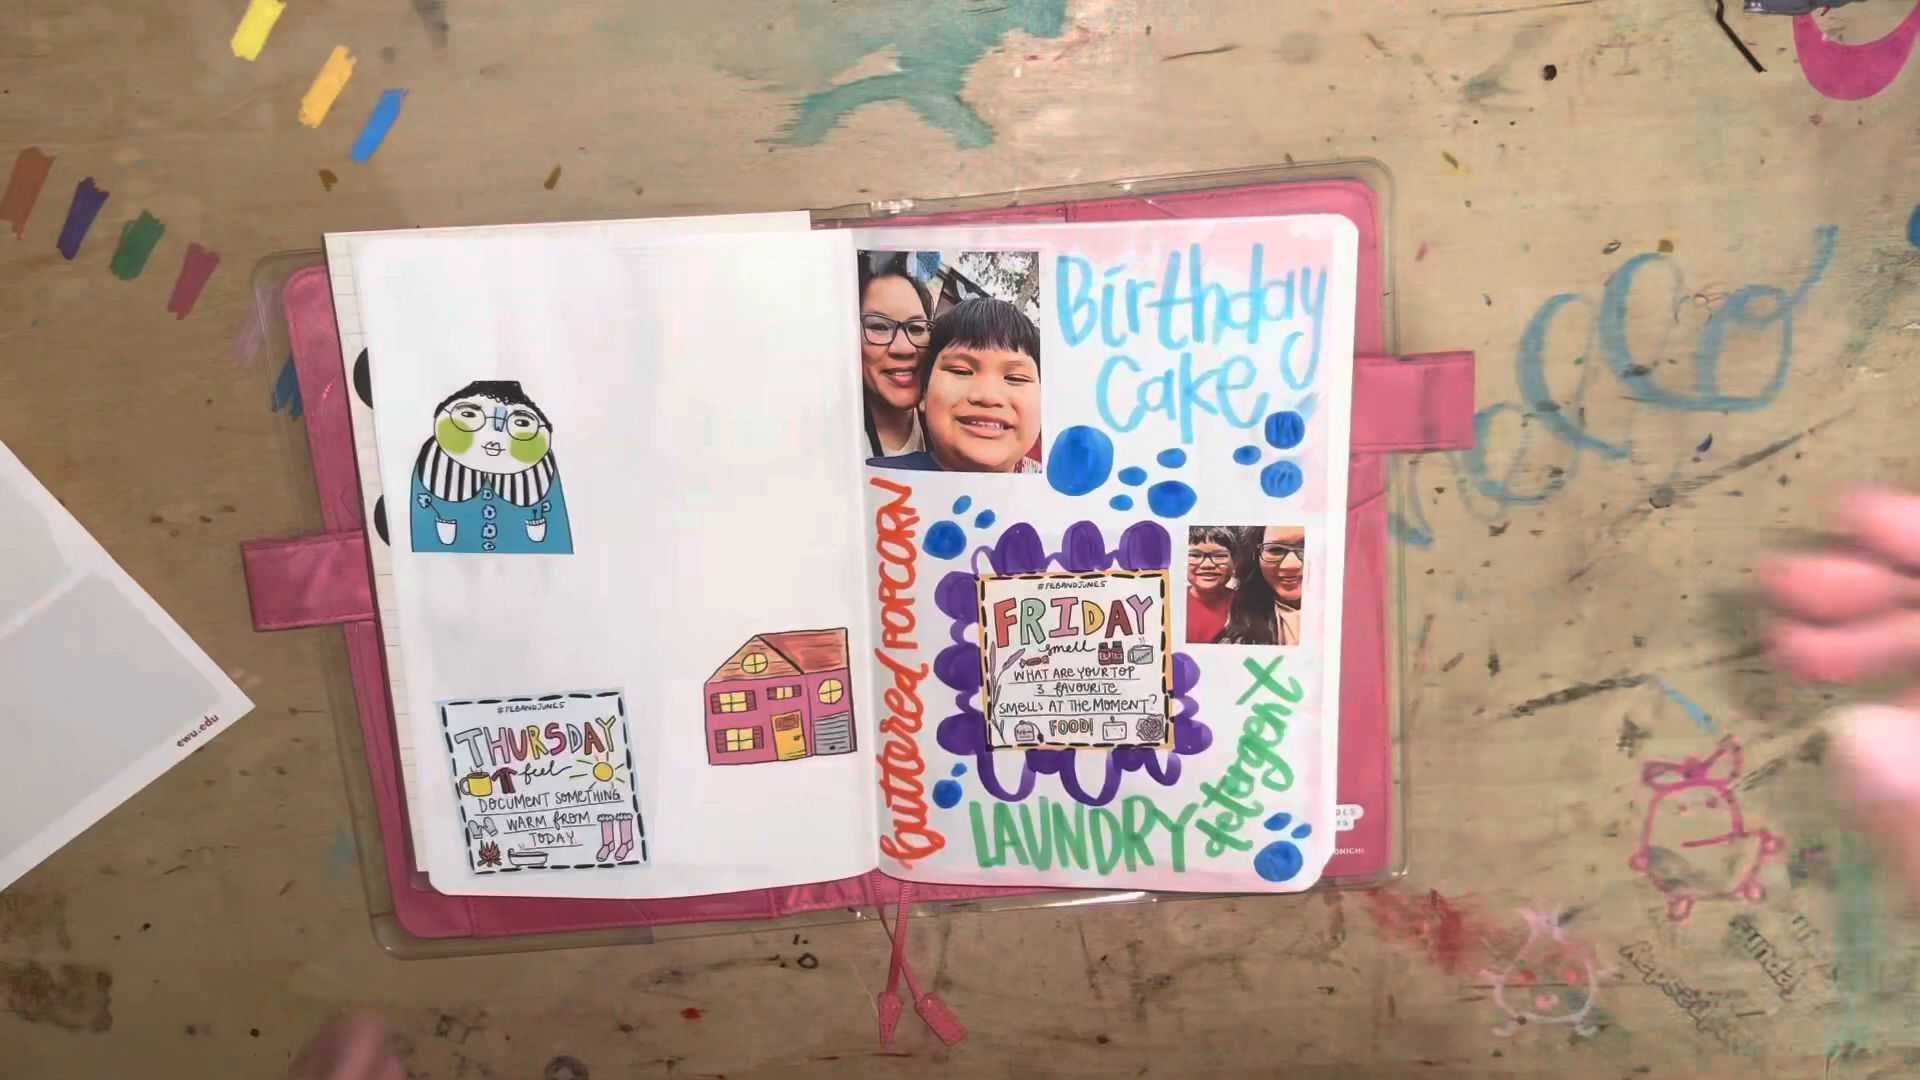 ewu.edu
#FEBANDJUNES
THURSDAY
feel
DOCUMENT SOMETHING
WARM FROM
TODAY.
Birthday
Cake
buttered POPCORN
#FEBANDJUNES
FRIDAY
smell
WHAT ARE YOUR TOP
3 FAVOURITE
SMELLS AT THE MOMENT?
FOOD!
LAUNDRY
detergent